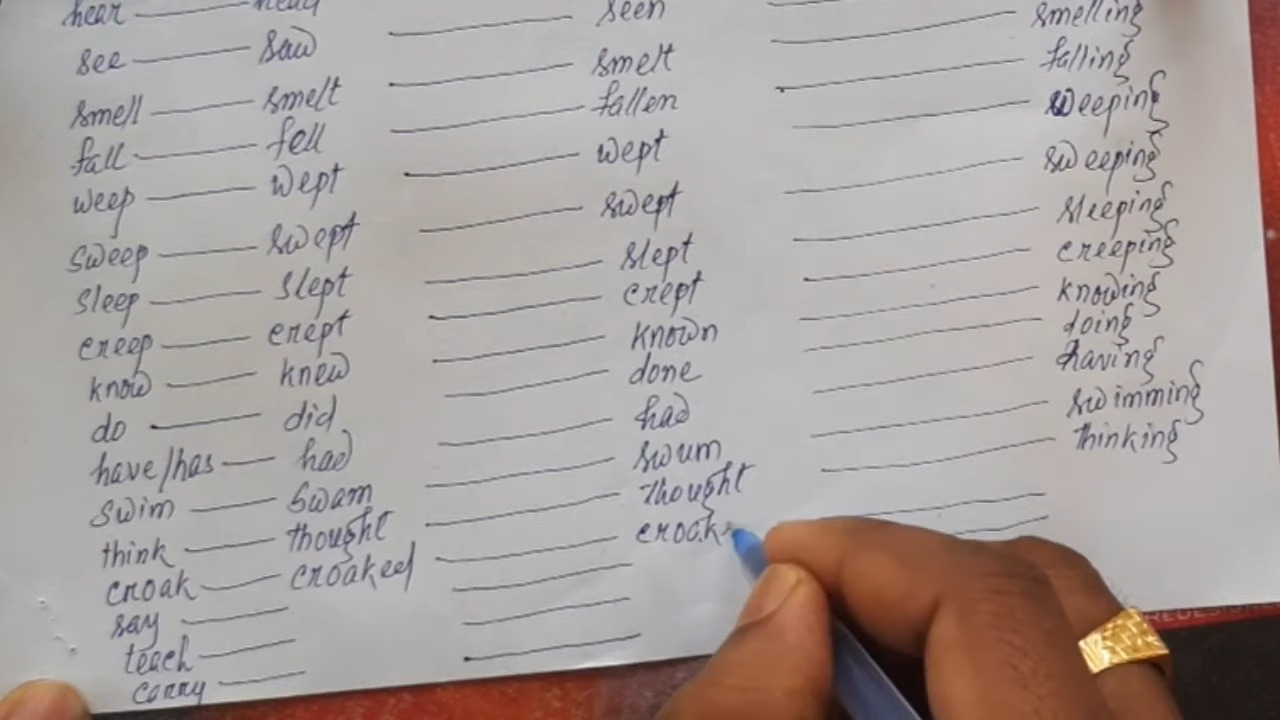 hear head
see saw seen smelling
smell smelt smelt falling
fall fell fallen weeping
weep wept wept sweeping
sweep swept swept sleeping
sleep slept slept creeping
creep crept crept knowing
know knew known doing
do did done having
have/has had had swimming
swim swam swum thinking
think thought thought
croak croaked croak
say
teach
carry